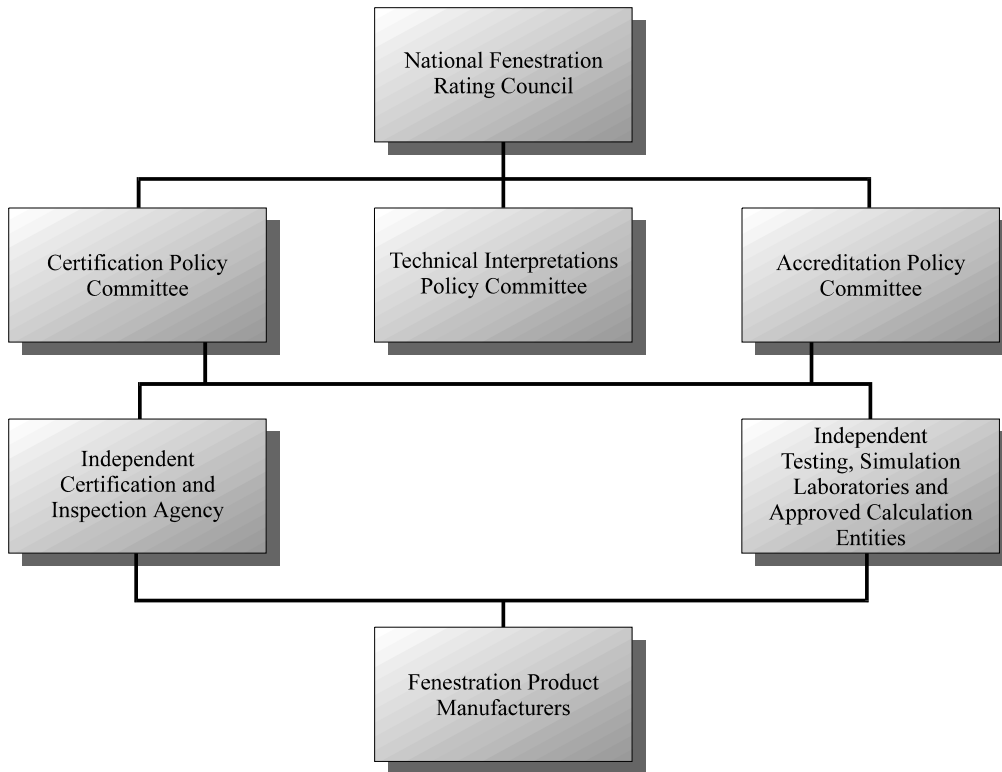 National Fenestration
Rating Council
Certification Policy
Committee
Technical Interpretations
Policy Committee
Accreditation Policy
Committee
Independent
Certification and
Inspection Agency
Independent
Testing, Simulation
Laboratories and
Approved Calculation
Entities
Fenestration Product
Manufacturers